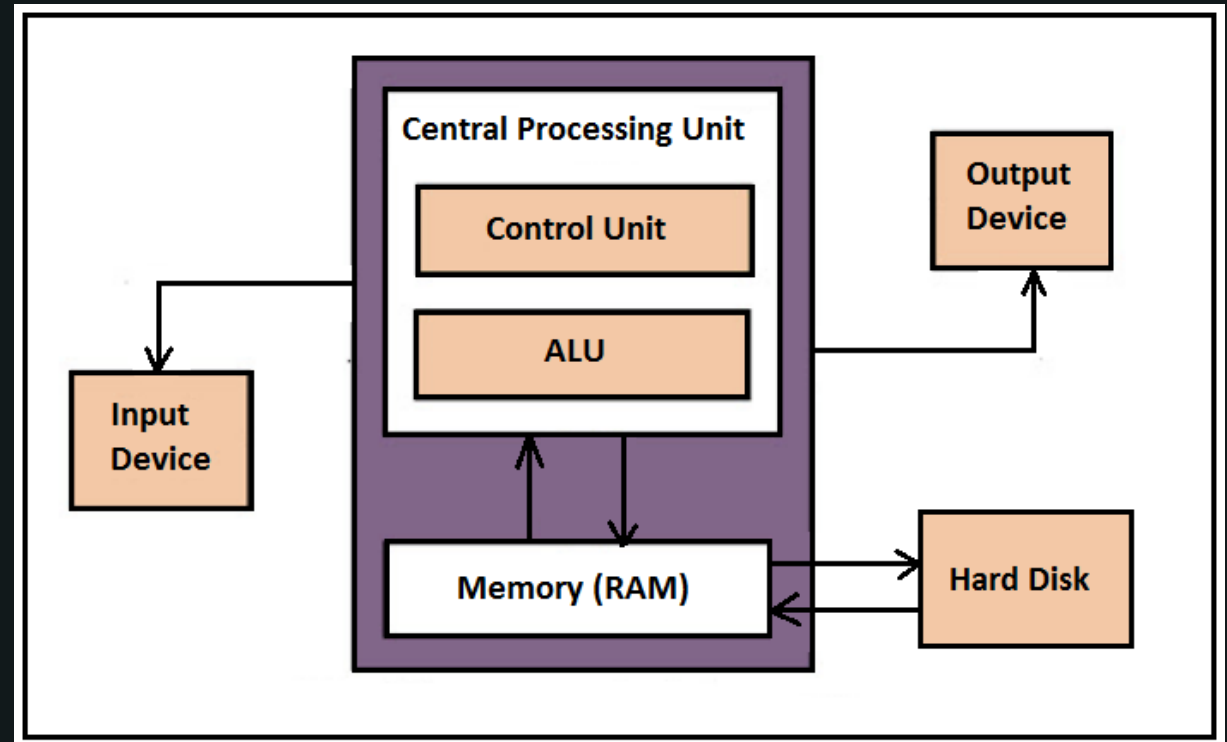 Central Processing Unit
Control Unit
ALU
Memory (RAM)
Input
Device
Output
Device
Hard Disk